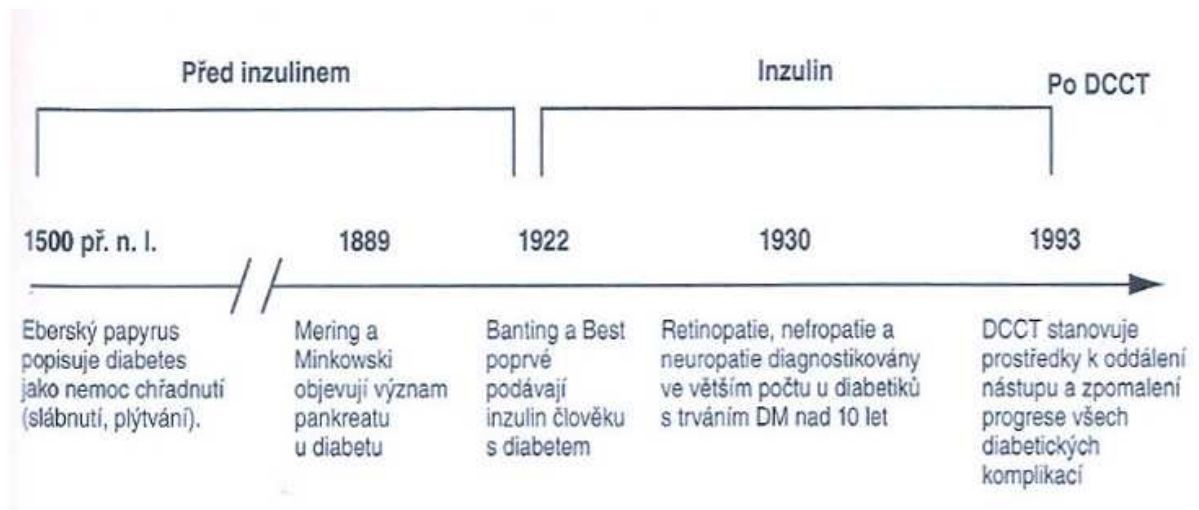 Před inzulinem
Inzulin
Po DCCT
1500 př. n. l.
1889
1922
1930
1993
Eberský papyrus
popisuje diabetes
jako nemoc chřadnutí
(slábnutí, plýtvání).
Mering a
Minkowski
objevují význam
pankreatu
u diabetu
Banting a Best
poprvé
podávají
inzulin člověku
s diabetem
Retinopatie, nefropatie a
neuropatie diagnostikovány
ve větším počtu u diabetiků
s trváním DM nad 10 let
DCCT stanovuje
prostředky k oddálení
nástupu a zpomalení
progrese všech
diabetických
komplikací